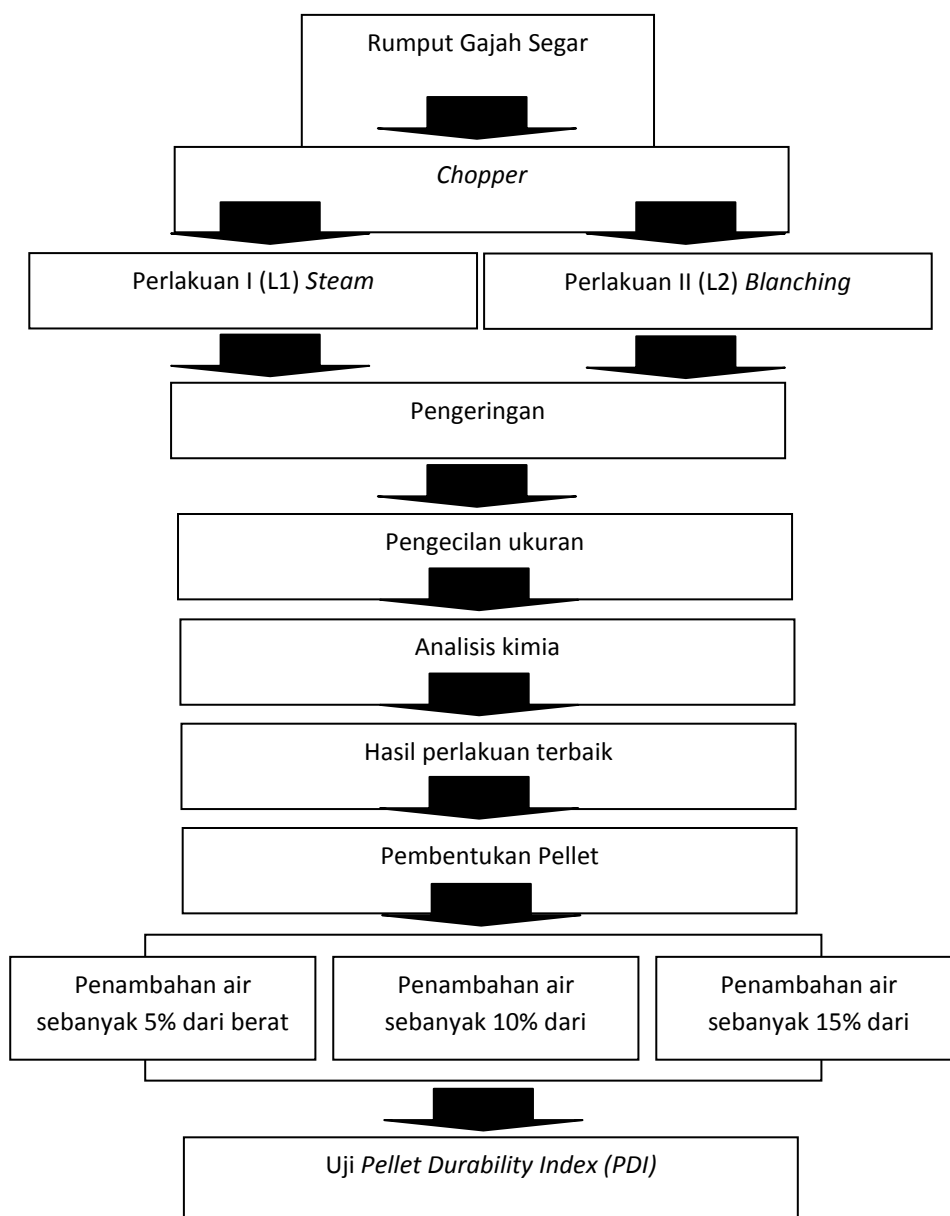 Rumput Gajah Segar
Chopper
Perlakuan I (L1) Steam
Perlakuan II (L2) Blanching
Pengeringan
Pengecilan ukuran
Analisis kimia
Hasil perlakuan terbaik
Pembentukan Pellet
Penambahan air
sebanyak 5% dari berat
Penambahan air
sebanyak 10% dari
Penambahan air
sebanyak 15% dari
Uji Pellet Durability Index (PDI)